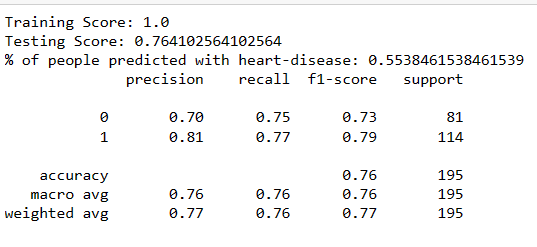 Training Score: 1.0
Testing Score: 0.764102564102564
% of people predicted with heart-disease: 0.5538461538461539
precision recall f1-score support
0 0.70 0.75 0.73 81
1 0.81 0.77 0.79 114
accuracy 0.76 195
macro avg 0.76 0.76 0.76 195
weighted avg 0.77 0.76 0.77 195